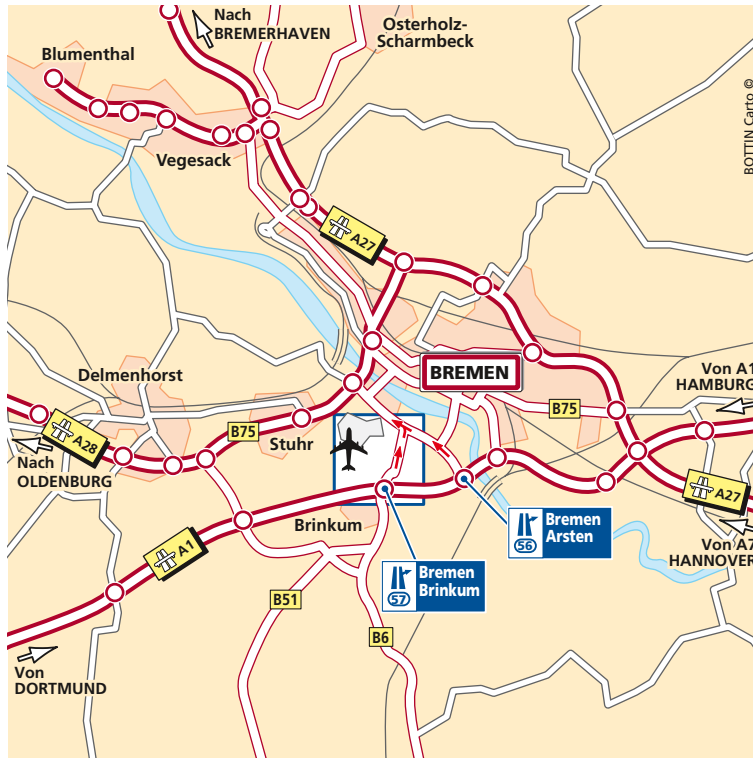 Nach
BREMERHAVEN
Osterholz-
Scharmbeck
Blumenthal
Vegesack
BOTTIN Carto ©
A27
BREMEN
Von A1
HAMBURG
Delmenhorst
B75
B75
Stuhr
A28
Nach
OLDENBURG
A27
Von A7
HANNOVER
Brinkum
56
Bremen
Arsten
A1
57
Bremen
Brinkum
B51
B6
Von
DORTMUND